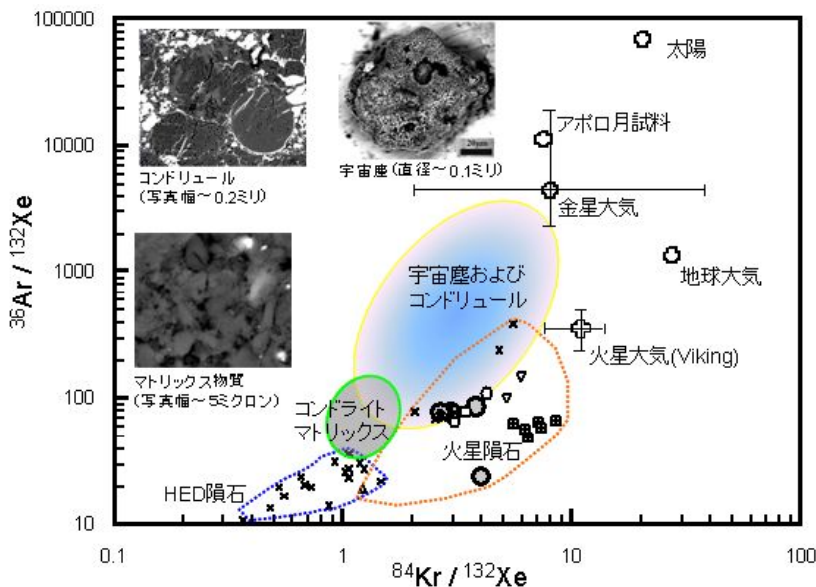 100000
10000
1000
100
10
0.1
1
10
100
³⁶Ar / ¹³²Xe
⁸⁴Kr / ¹³²Xe
コンドリュール
(写真幅～0.2ミリ)
20μm
宇宙塵(直径～0.1ミリ)
太陽
アポロ月試料
金星大気
マトリックス物質
(写真幅～5ミクロン)
宇宙塵および
コンドリュール
地球大気
火星大気(Viking)
コンドライト
マトリックス
火星隕石
HED隕石